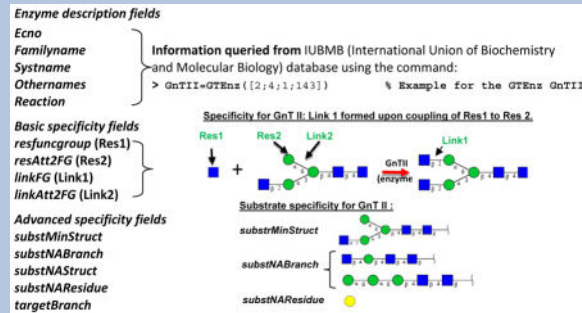 Enzyme description fields
Ecno
Familyname
Systname
Othernames
Reaction
Information queried from IUBMB (International Union of Biochemistry
and Molecular Biology) database using the command:
> GnTII=GTEnz([2;4;1;143]) % Example for the GTEnz GnTII
Basic specificity fields
resfuncgroup (Res1)
resAtt2FG (Res2)
linkFG (Link1)
linkAtt2FG (Link2)
Specificity for GnT II: Link 1 formed upon coupling of Res1 to Res 2.
Res1
Res2
Link2
Link1
+
GnTII
(enzyme
Advanced specificity fields
substMinStruct
substNABranch
substNAStruct
substNAResidue
targetBranch
Substrate specificity for GnT II :
substrMinStruct
substNABranch
substNAResidue